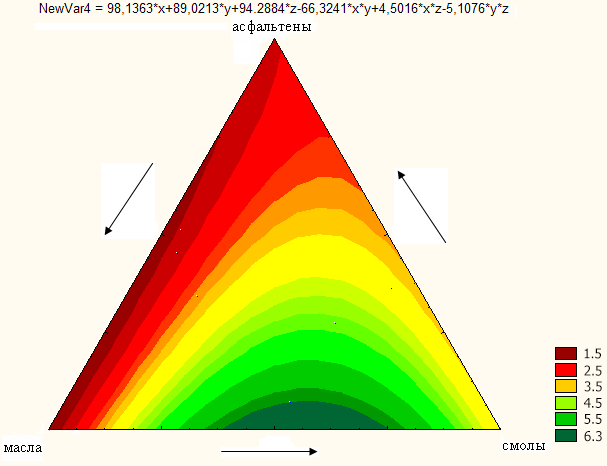 NewVar4 = 98,1363*x+89,0213*y+94.2884*z-66,3241*x*y+4,5016*x*z-5,1076*y*z
асфальтены
1.5
2.5
3.5
4.5
5.5
6.3
масла
смолы